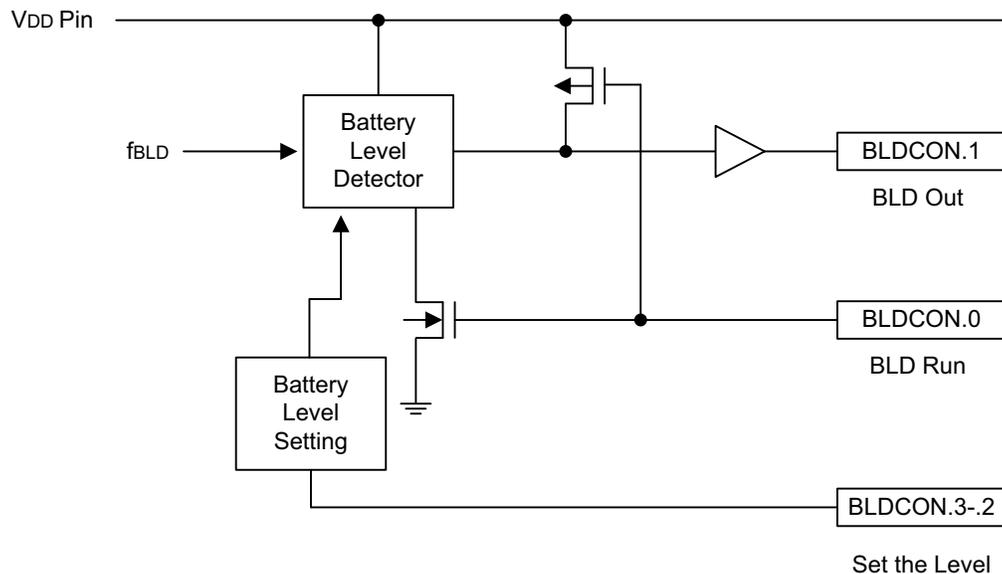 VDD Pin
fBLD
Battery
Level
Detector
BLDCON.1
BLD Out
BLDCON.0
BLD Run
Battery
Level
Setting
BLDCON.3-.2
Set the Level